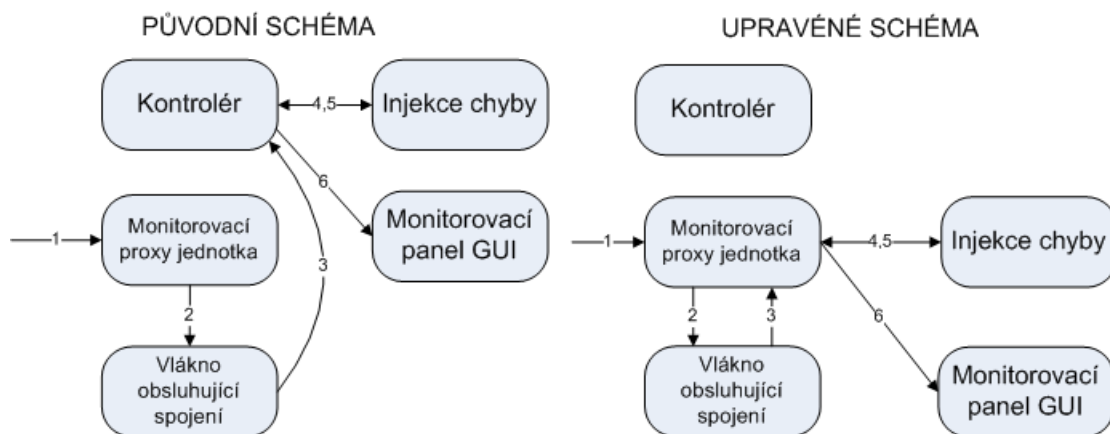 PŮVODNÍ SCHÉMA
Kontrolér
4,5
Injekce chyby
6
Monitorovací
panel GUI
1
Monitorovací
proxy jednotka
3
2
Vlákno
obsluhující
spojení
UPRAVÉNÉ SCHÉMA
Kontrolér
1
Monitorovací
proxy jednotka
4,5
Injekce chyby
2
3
6
Vlákno
obsluhující
spojení
Monitorovací
panel GUI